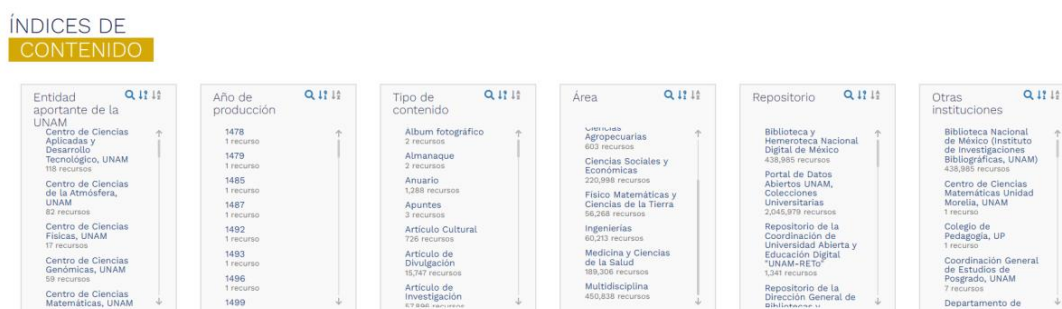 ÍNDICES DE
CONTENIDO
Entidad
aportante de la
UNAM
Centro de Ciencias
Aplicadas y
Desarrollo
Tecnológico, UNAM
118 recursos
Centro de Ciencias
de la Atmósfera,
UNAM
82 recursos
Centro de Ciencias
Físicas, UNAM
17 recursos
Centro de Ciencias
Genómicas, UNAM
59 recursos
Centro de Ciencias
Matemáticas, UNAM
Año de
producción
1478
1 recurso
1479
1 recurso
1485
1 recurso
1487
1 recurso
1492
1 recurso
1493
1 recurso
1496
1 recurso
1499
Tipo de
contenido
Album fotográfico
2 recursos
Almanaque
2 recursos
Anuario
1,288 recursos
Apuntes
3 recursos
Artículo Cultural
726 recursos
Artículo de
Divulgación
15,747 recursos
Artículo de
Investigación
57,896 recursos
Área
Ciencias
Agropecuarias
603 recursos
Ciencias Sociales y
Económicas
220,998 recursos
Físico Matemáticas y
Ciencias de la Tierra
56,268 recursos
Ingenierías
60,213 recursos
Medicina y Ciencias
de la Salud
189,306 recursos
Multidisciplina
450,838 recursos
Repositorio
Biblioteca y
Hemeroteca Nacional
Digital de México
438,985 recursos
Portal de Datos
Abiertos UNAM,
Colecciones
Universitarias
2,045,979 recursos
Repositorio de la
Coordinación de
Universidad Abierta y
Educación Digital
"UNAM-RETo"
1,341 recursos
Repositorio de la
Dirección General de
Bibliotecas y
Otras
instituciones
Biblioteca Nacional
de México (Instituto
de Investigaciones
Bibliográficas, UNAM)
438,985 recursos
Centro de Ciencias
Matemáticas Unidad
Morelia, UNAM
1 recurso
Colegio de
Pedagogía, UP
1 recurso
Coordinación General
de Estudios de
Posgrado, UNAM
7 recursos
Departamento de